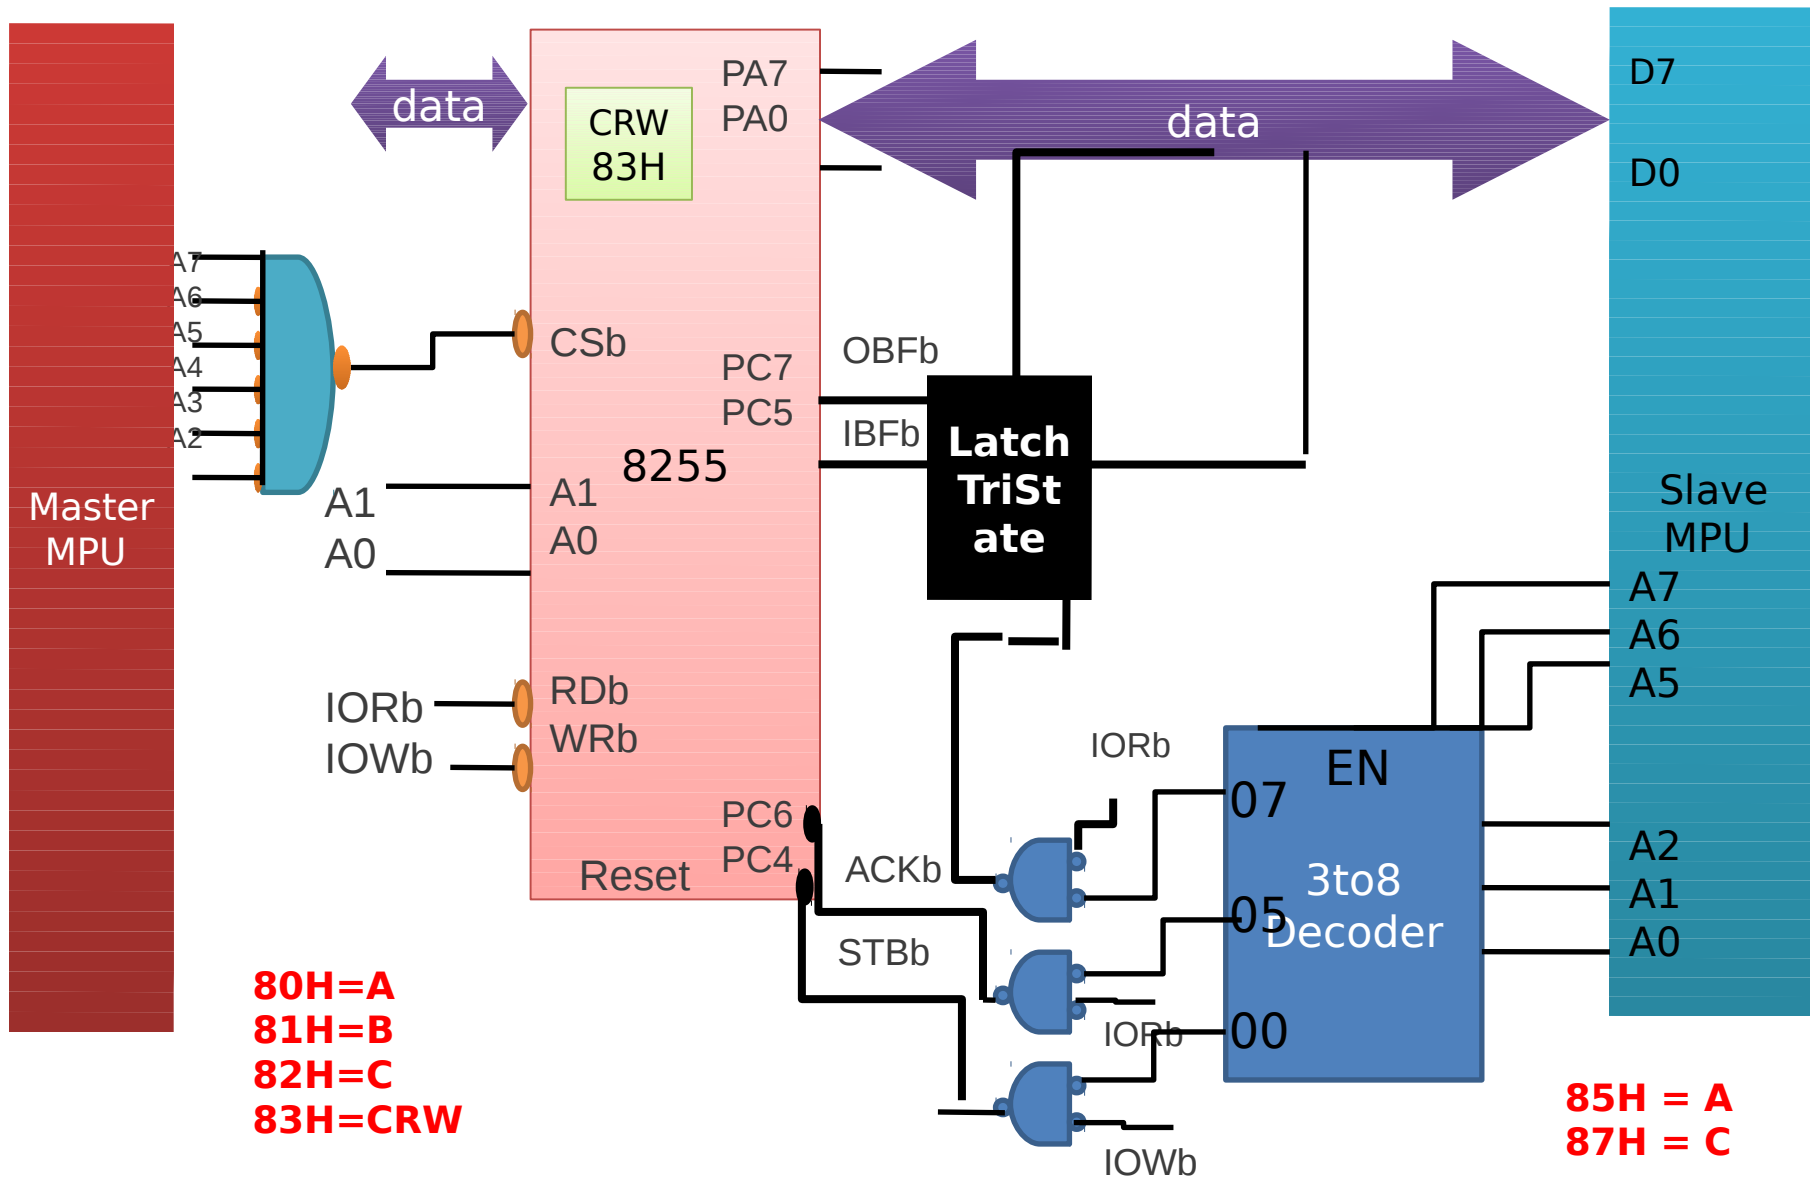 Master
MPU
data
A7
A6
A5
A4
A3
A2
A1
A0
IORb
IOWb
80H=A
81H=B
82H=C
83H=CRW
CRW
83H
PA7
PA0
CSb
PC7
PC5
8255
A1
A0
RDb
WRb
PC6
PC4
Reset
data
OBFb
IBFb
Latch
TriSt
ate
ACKb
STBb
IORb
IORb
IOWb
EN
07
05
00
3to8
Decoder
D7
D0
Slave
MPU
A7
A6
A5
A2
A1
A0
85H = A
87H = C